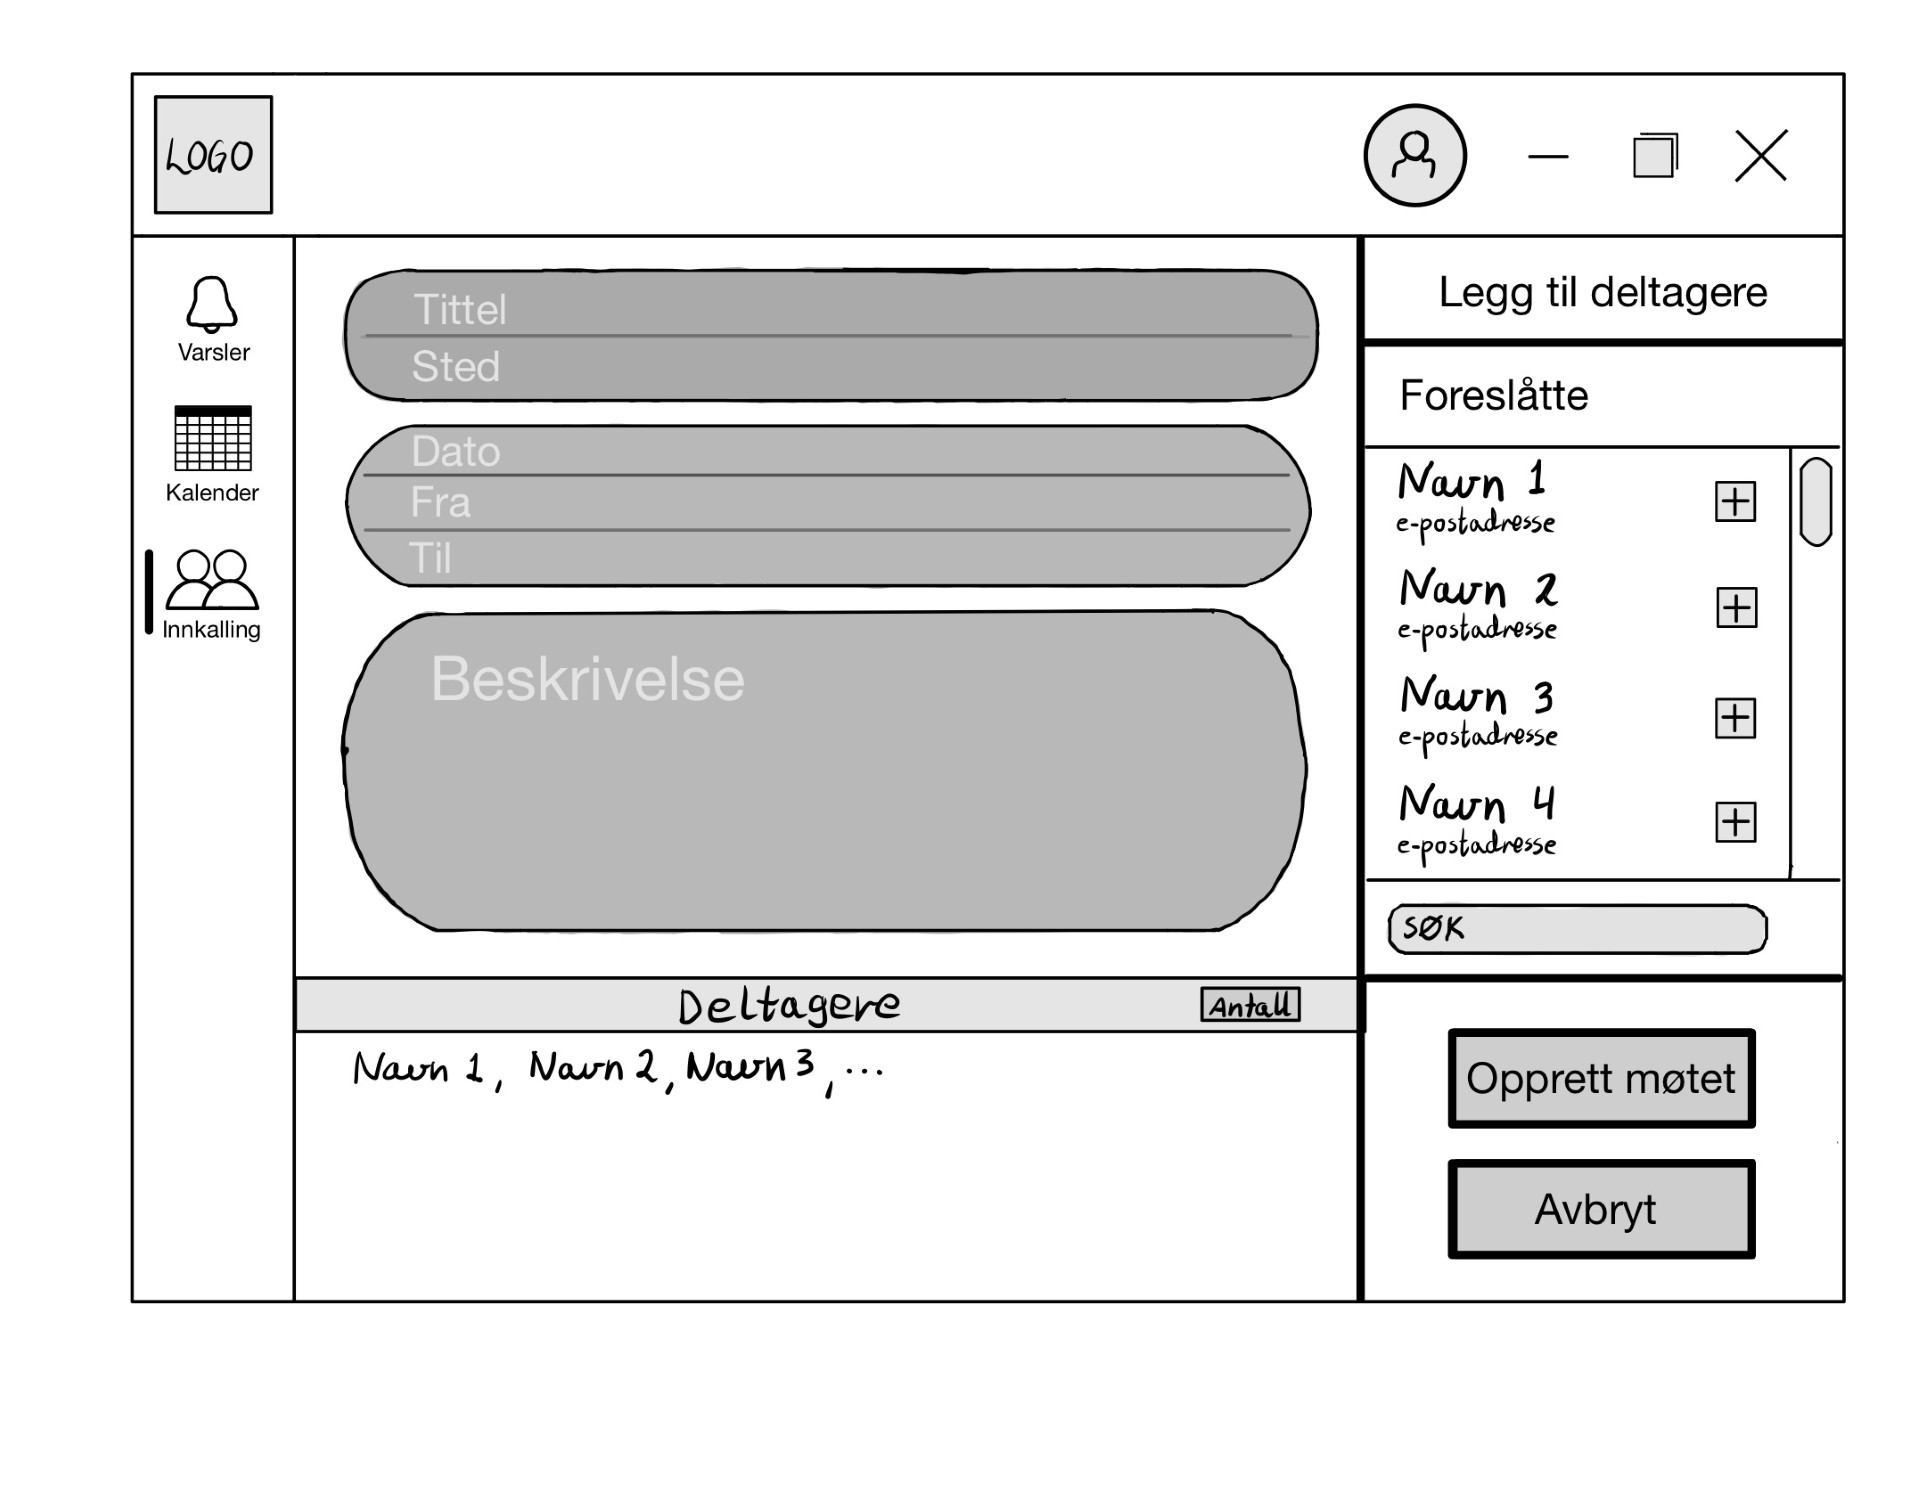 LOGO
Varsler
Kalender
Innkalling
Tittel
Sted
Dato
Fra
Til
Beskrivelse
Deltagere
Antall
Navn 1, Navn 2, Navn 3, ...
Legg til deltagere
Foreslåtte
Navn 1
e-postadresse
Navn 2
e-postadresse
Navn 3
e-postadresse
Navn 4
e-postadresse
SØK
Opprett møtet
Avbryt